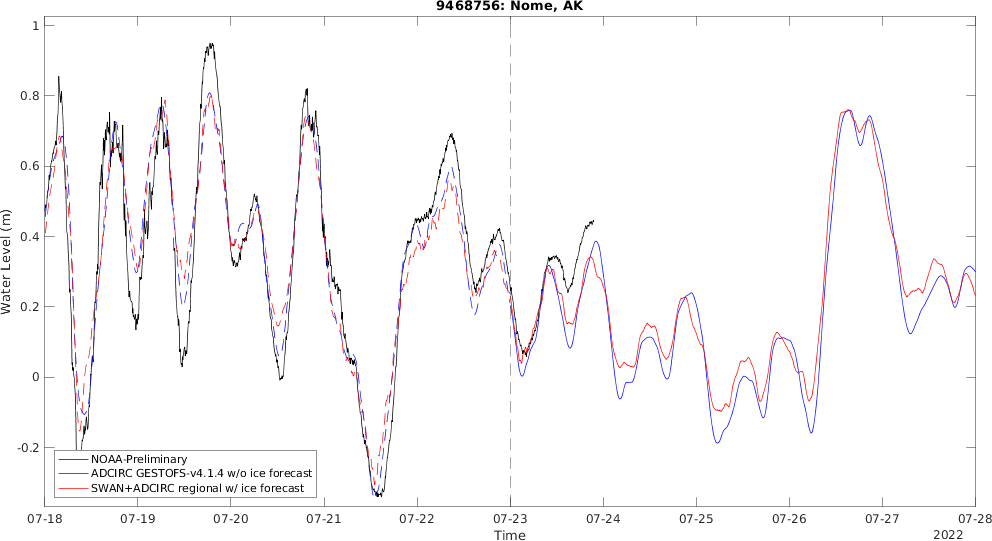 9468756: Nome, AK
Water Level (m)
1
0.8
0.6
0.4
0.2
0
-0.2
NOAA-Preliminary
ADCIRC GESTOFS-v4.1.4 w/o ice forecast
SWAN+ADCIRC regional w/ ice forecast
07-18 07-19 07-20 07-21 07-22 07-23 07-24 07-25 07-26 07-27 07-28
Time
2022